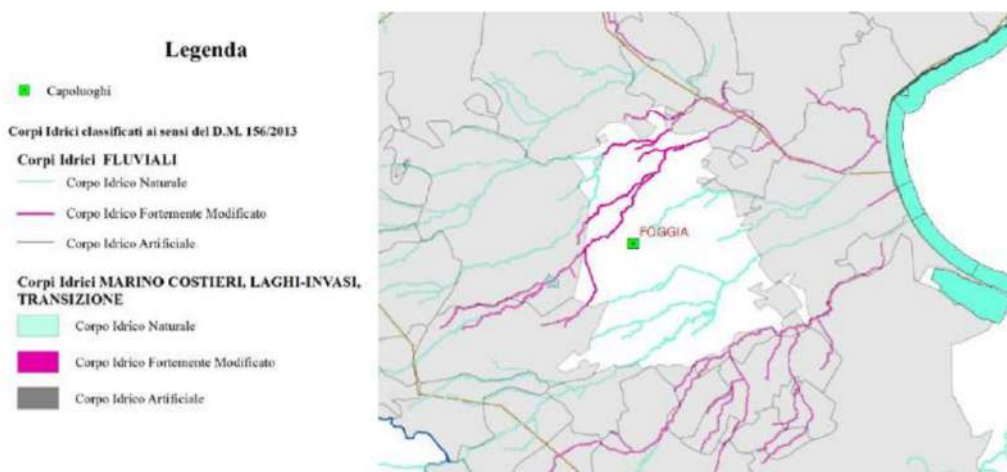 Legenda
Capoluoghi
Corpi Idrici classificati ai sensi del D.M. 156/2013
Corpi Idrici FLUVIALI
Corpo Idrico Naturale
Corpo Idrico Fortemente Modificato
Corpo Idrico Artificiale
Corpi Idrici MARINO COSTIERI, LAGHI-INVASI,
TRANSIZIONE
Corpo Idrico Naturale
Corpo Idrico Fortemente Modificato
Corpo Idrico Artificiale
FOGGIA